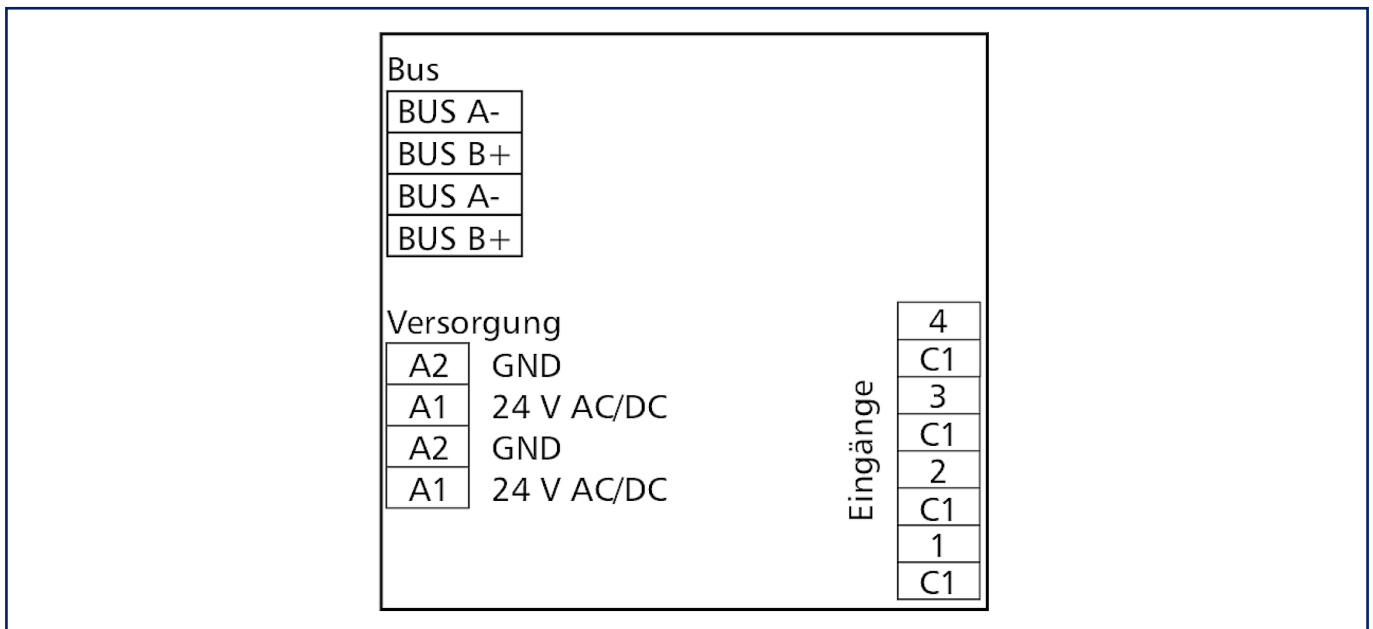 Bus
BUS A-
BUS B+
BUS A-
BUS B+
Versorgung
A2 GND
A1 24 V AC/DC
A2 GND
A1 24 V AC/DC
Eingänge
4
C1
3
C1
2
C1
1
C1